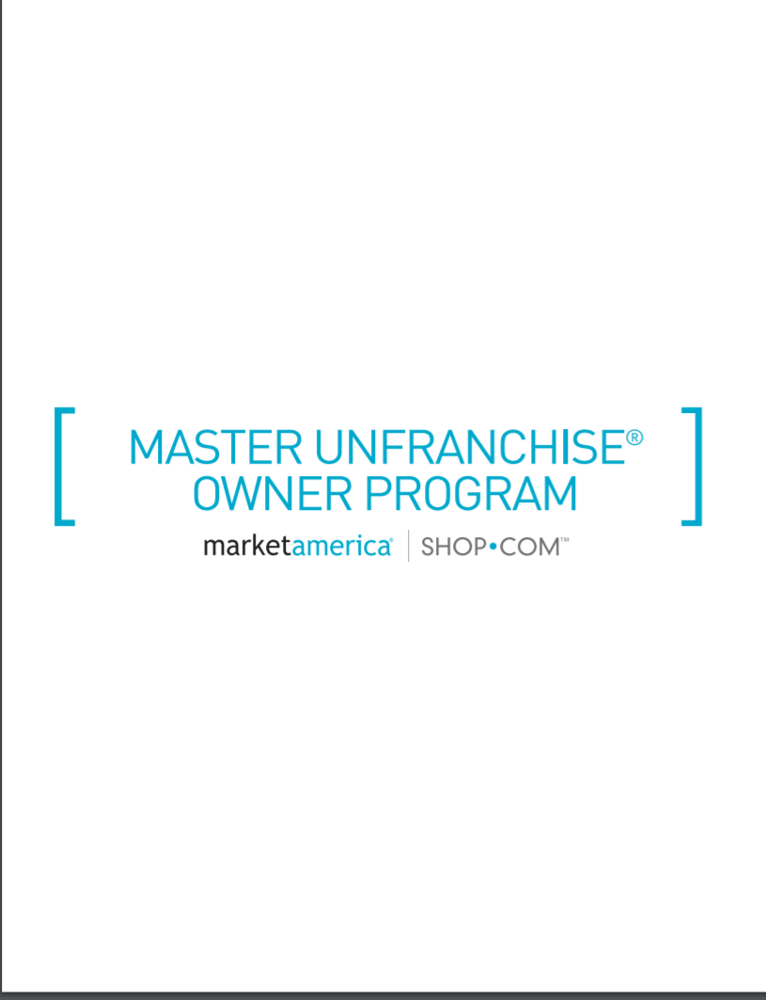 [ MASTER UNFRANCHISE®
OWNER PROGRAM ]
marketamerica® | SHOP•COM™